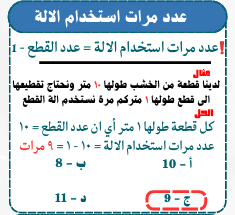 عدد مرات استخدام الالة
عدد مرات استخدام الالة = عدد القطع - 1!
مثال
لدينا قطعة من الخشب طولها ١٠ متر ونحتاج تقطيعها
الى قطع طولها ١ متركم مرة نستخدم الة القطع
الحل
كل قطعة طولها ١ متر أي ان عدد القطع = ١٠
عدد مرات استخدام الالة = ١٠ - ١ = ٩ مرات
أ - 10
ب - 8
ج - 9
د - 11